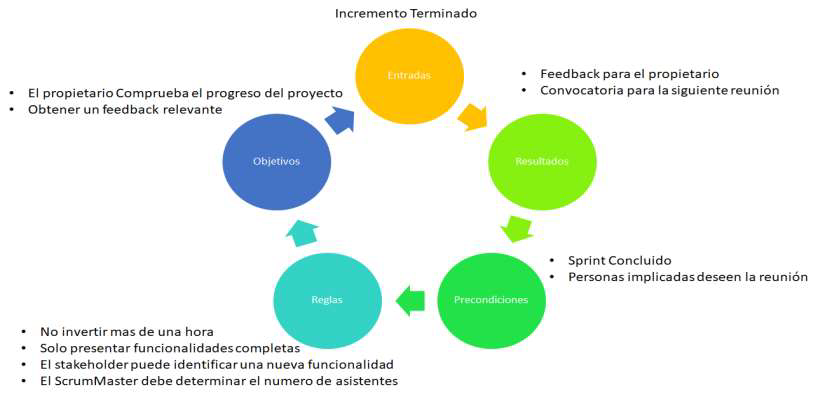 Incremento Terminado
Entradas
• Feedback para el propietario
• Convocatoria para la siguiente reunión
Resultados
• Sprint Concluido
• Personas implicadas deseen la reunión
Precondiciones
Reglas
• No invertir mas de una hora
• Solo presentar funcionalidades completas
• El stakeholder puede identificar una nueva funcionalidad
• El ScrumMaster debe determinar el numero de asistentes
Objetivos
• El propietario Comprueba el progreso del proyecto
• Obtener un feedback relevante